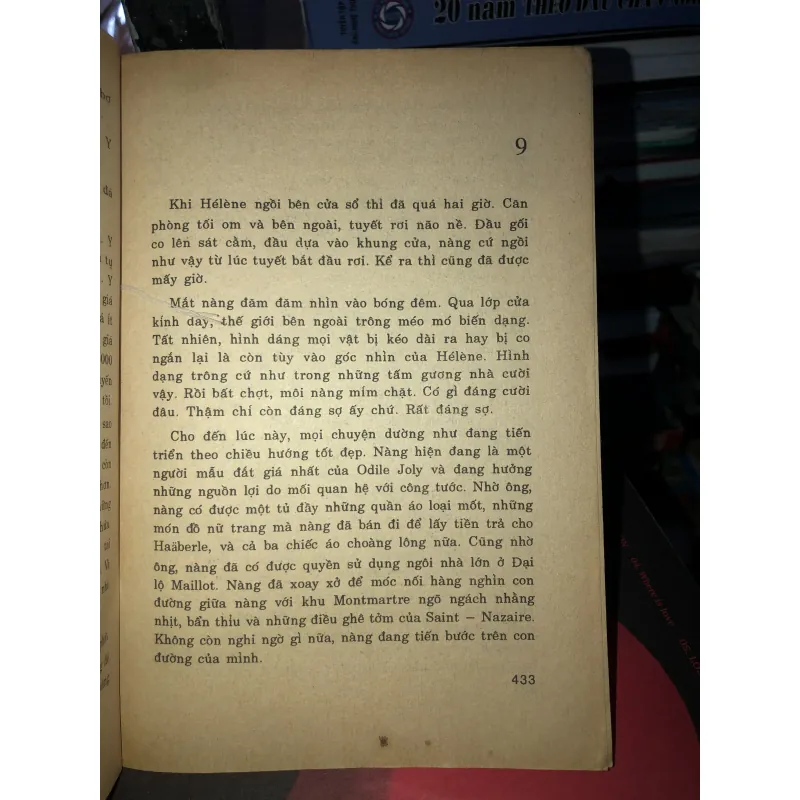 20 năm THEO DẤU CHÂN
9
Khi Hélène ngồi bên cửa sổ thì đã quá hai giờ. Căn
phòng tối om và bên ngoài, tuyết rơi não nề. Đầu gối
co lên sát cằm, đầu dựa vào khung cửa, nàng cứ ngồi
như vậy từ lúc tuyết bắt đầu rơi. Kể ra thì cũng đã được
mấy giờ.
Mắt nàng đăm đăm nhìn vào bóng đêm. Qua lớp cửa
kính dày, thế giới bên ngoài trông méo mó biến dạng.
Tất nhiên, hình dáng mọi vật bị kéo dài ra hay bị co
ngắn lại là còn tùy vào góc nhìn của Hélène. Hình
dạng trông cứ như trong những tấm gương nhà cười
vậy. Rồi bất chợt, môi nàng mím chặt. Có gì đáng cười
đâu. Thậm chí còn đáng sợ ấy chứ. Rất đáng sợ.
Cho đến lúc này, mọi chuyện dường như đang tiến
triển theo chiều hướng tốt đẹp. Nàng hiện đang là một
người mẫu đắt giá nhất của Odile Joly và đang hưởng
những nguồn lợi do mối quan hệ với công tước. Nhờ ông,
nàng có được một tủ đầy những quần áo loại mốt, những
món đồ nữ trang mà nàng đã bán đi để lấy tiền trả cho
Haäberle, và cả ba chiếc áo choàng lông nữa. Cũng nhờ
ông, nàng đã có được quyền sử dụng ngôi nhà lớn ở Đại
lộ Maillot. Nàng đã xoay xở để móc nối hàng nghìn con
đường giữa nàng với khu Montmartre ngõ ngách nhằng
nhịt, bẩn thỉu và những điều ghê tởm của Saint – Nazaire.
Không còn nghi ngờ gì nữa, nàng đang tiến bước trên con
đường của mình.
433